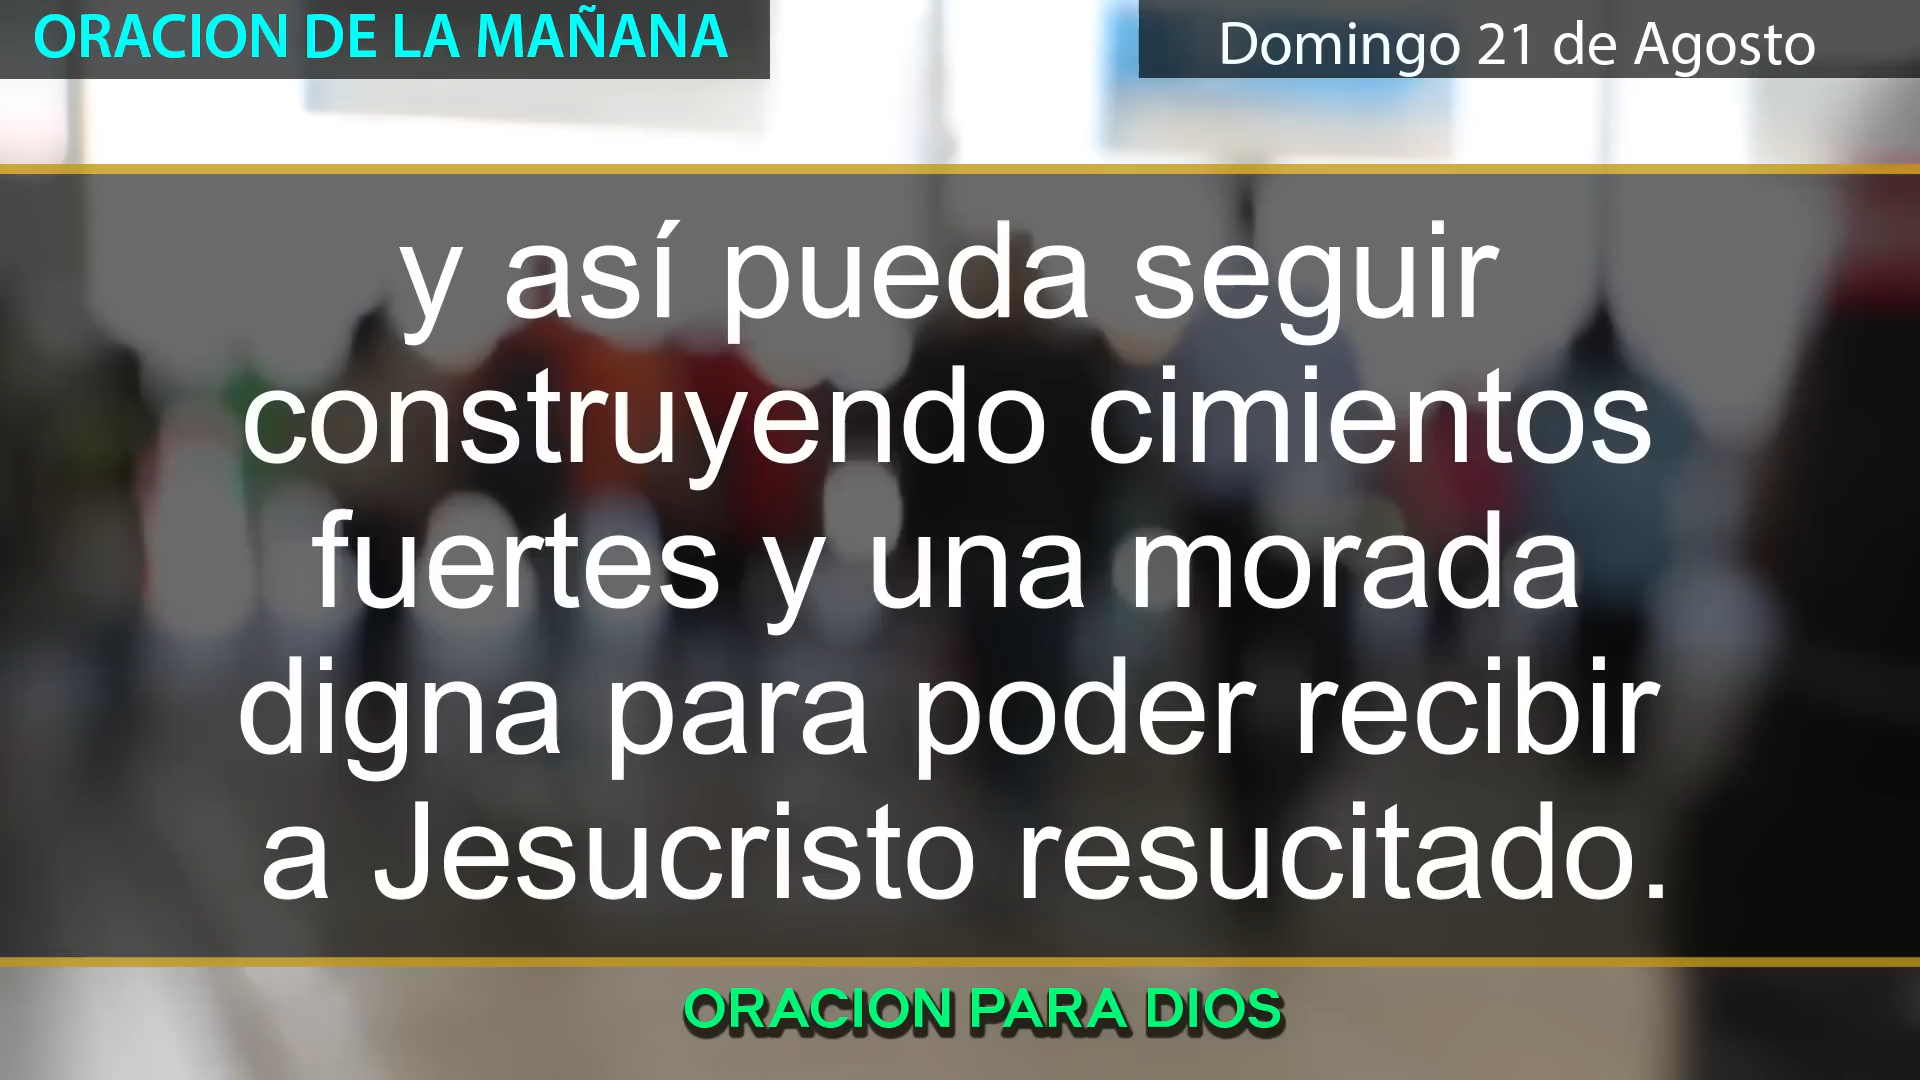 ORACION DE LA MAÑANA
Domingo 21 de Agosto
y así pueda seguir
construyendo cimientos
fuertes y una morada
digna para poder recibir
a Jesucristo resucitado.
ORACION PARA DIOS